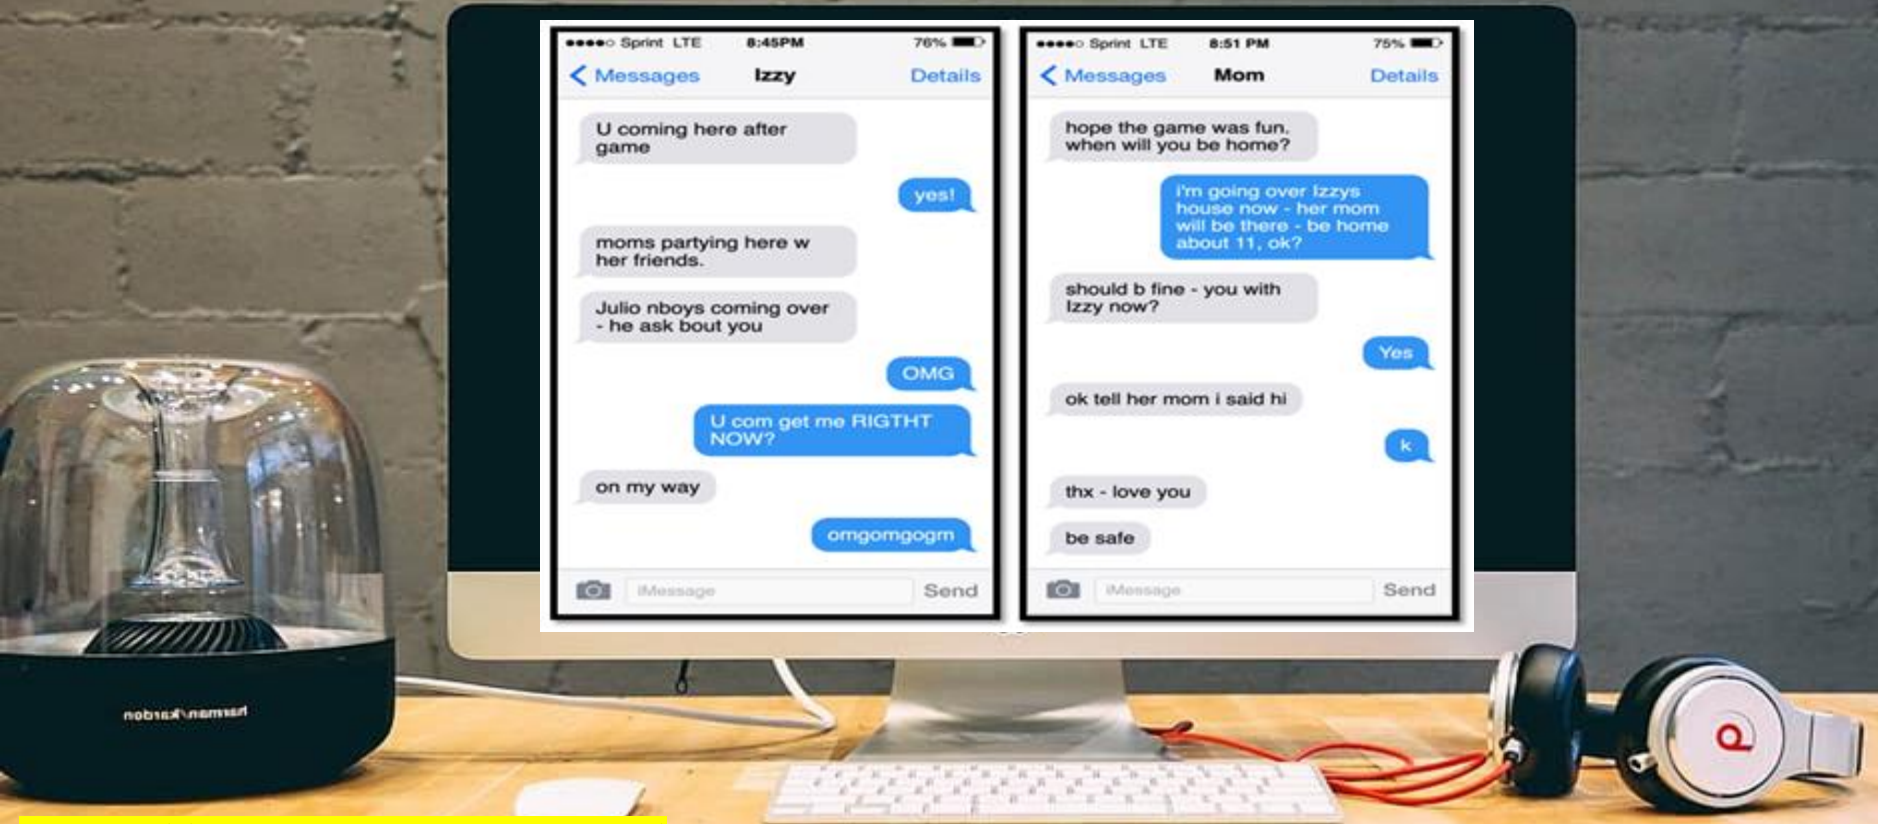 Sprint LTE 8:45PM 76%
Messages Izzy Details
U coming here after
game
yes!
moms partying here w
her friends.
Julio nboys coming over
- he ask bout you
OMG
U com get me RIGTHT
NOW?
on my way
omgomgogm
iMessage Send
Sprint LTE 8:51 PM 75%
Messages Mom Details
hope the game was fun.
when will you be home?
i'm going over Izzys
house now - her mom
will be there - be home
about 11, ok?
should b fine - you with
Izzy now?
Yes
ok tell her mom i said hi
k
thx - love you
be safe
iMessage Send
harman/kardon